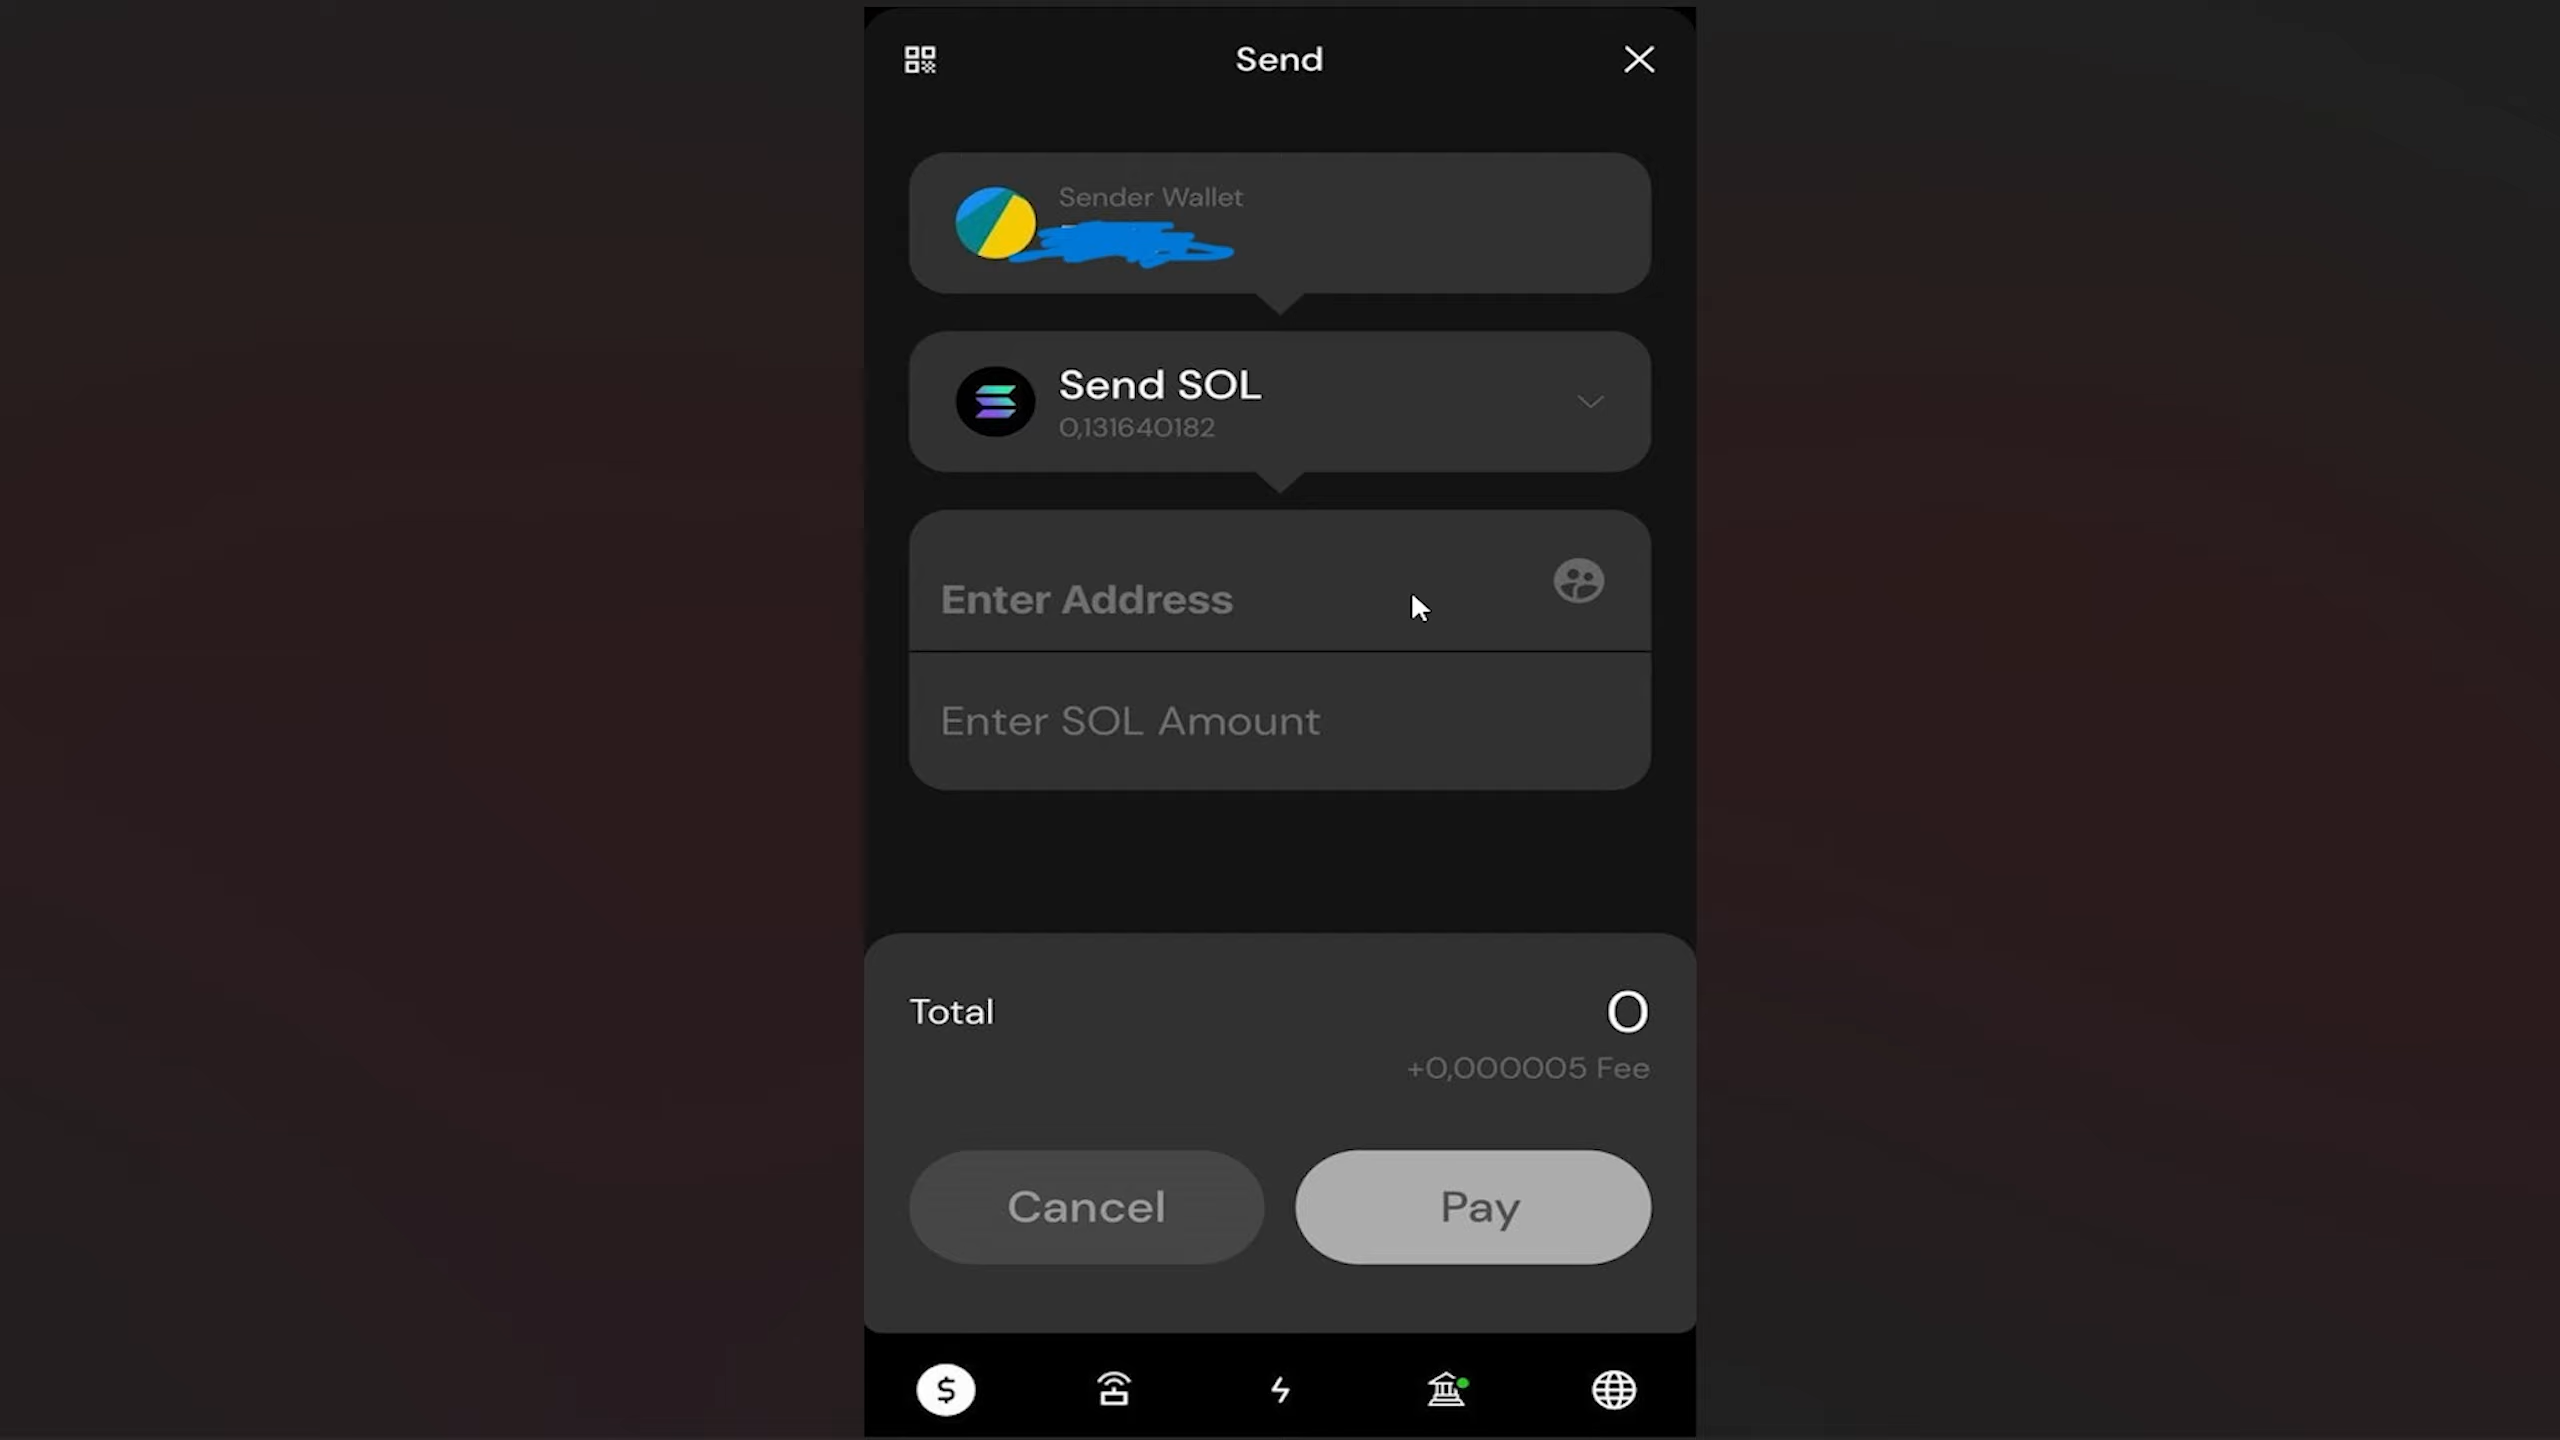 Send
Sender Wallet
Send SOL
0,131640182
Enter Address
Enter SOL Amount
Total
0
+0,000005 Fee
Cancel
Pay